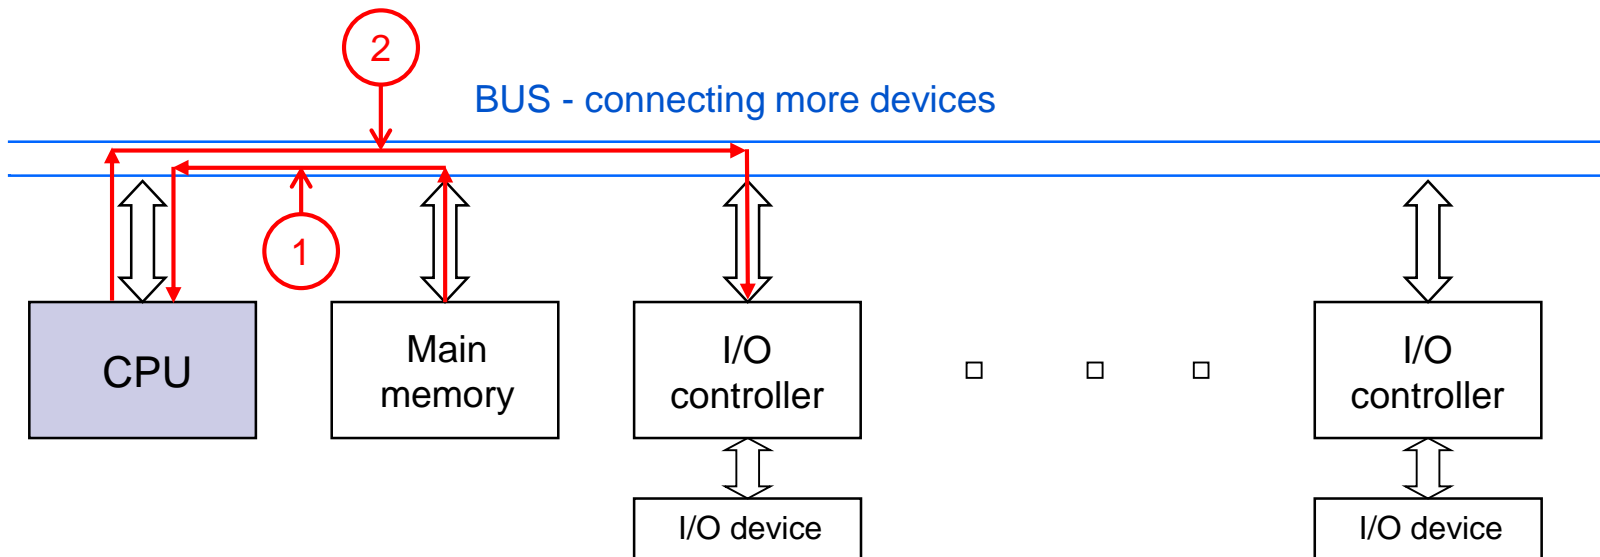 2
BUS - connecting more devices
1
CPU
Main
memory
I/O
controller
I/O
controller
I/O device
I/O device